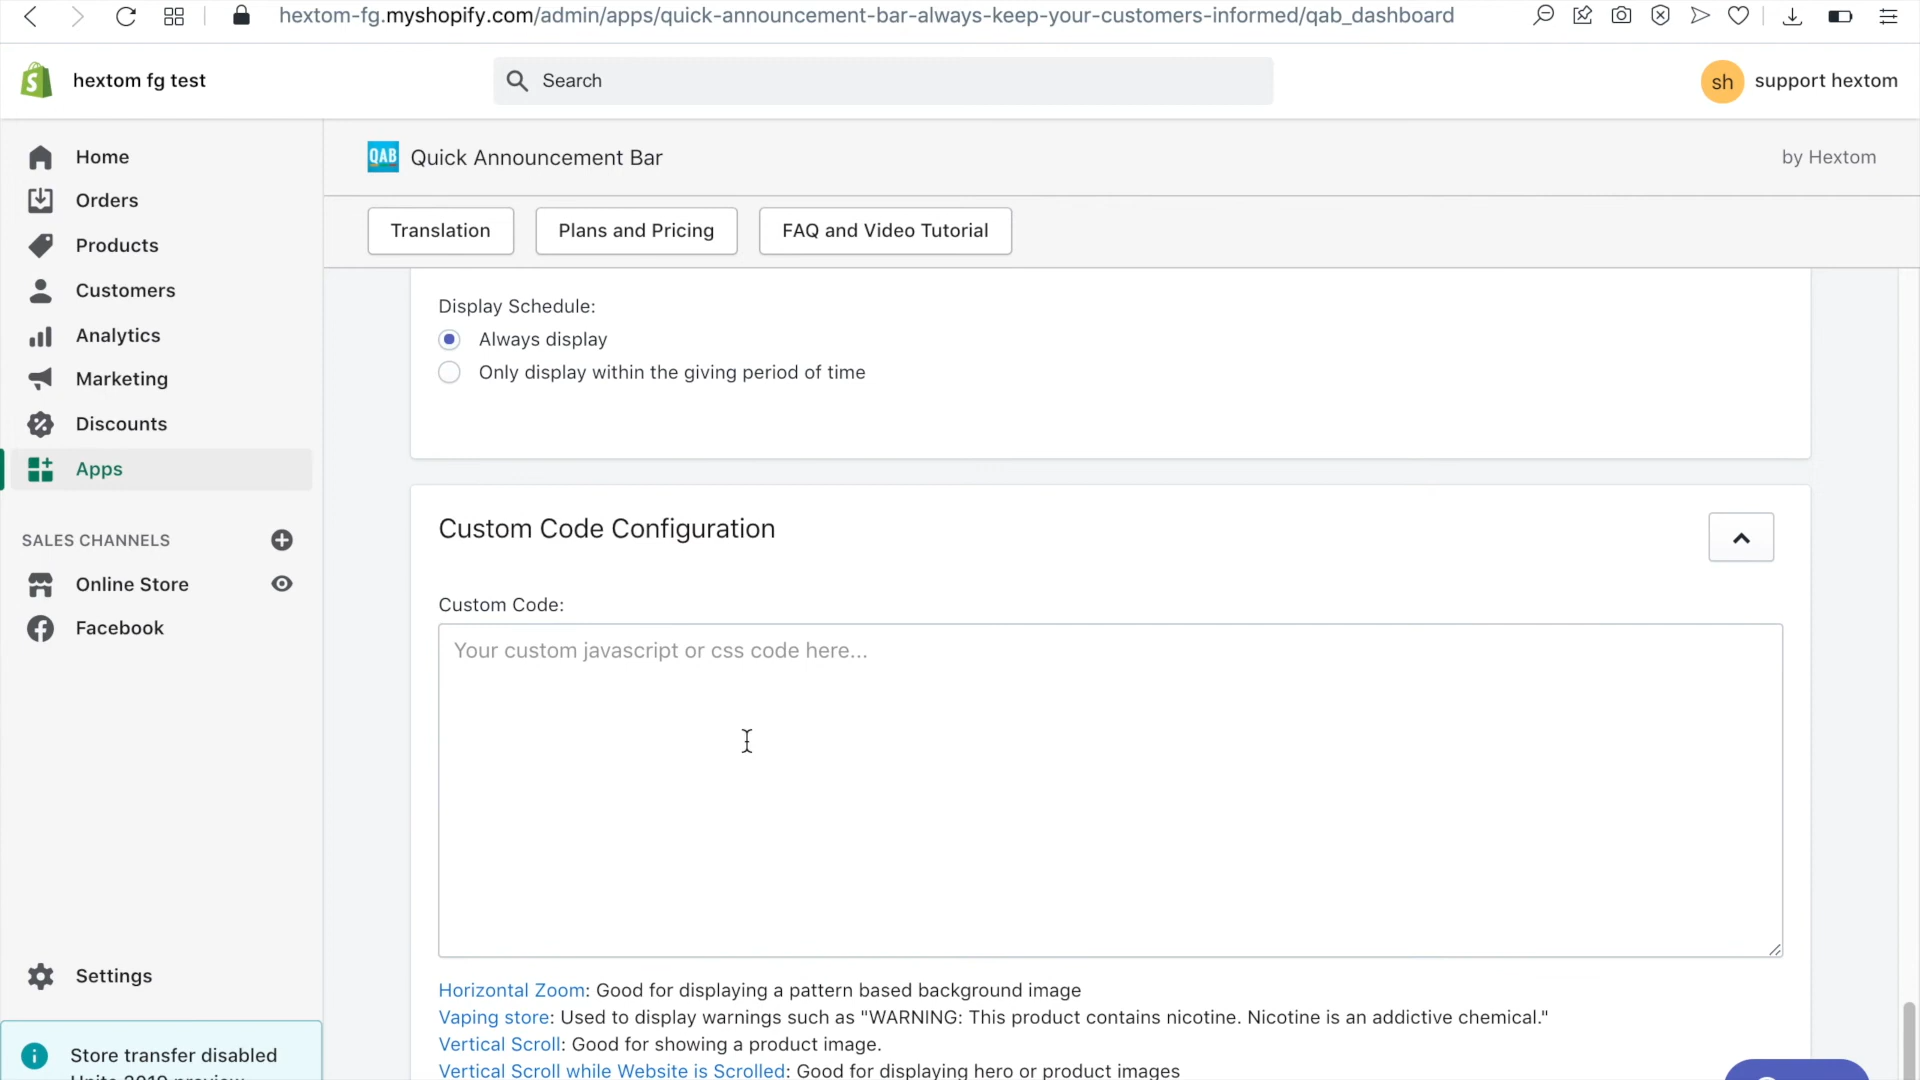 hextom-fg.myshopify.com/admin/apps/quick-announcement-bar-always-keep-your-customers-informed/qab_dashboard
hextom fg test
Search
sh support hextom
Home
Orders
Products
Customers
Analytics
Marketing
Discounts
Apps
SALES CHANNELS
Online Store
Facebook
Settings
Store transfer disabled
QAB Quick Announcement Bar
by Hextom
Translation
Plans and Pricing
FAQ and Video Tutorial
Display Schedule:
Always display
Only display within the giving period of time
Custom Code Configuration
Custom Code:
Your custom javascript or css code here...
Horizontal Zoom: Good for displaying a pattern based background image
Vaping store: Used to display warnings such as "WARNING: This product contains nicotine. Nicotine is an addictive chemical."
Vertical Scroll: Good for showing a product image.
Vertical Scroll while Website is Scrolled: Good for displaying hero or product images